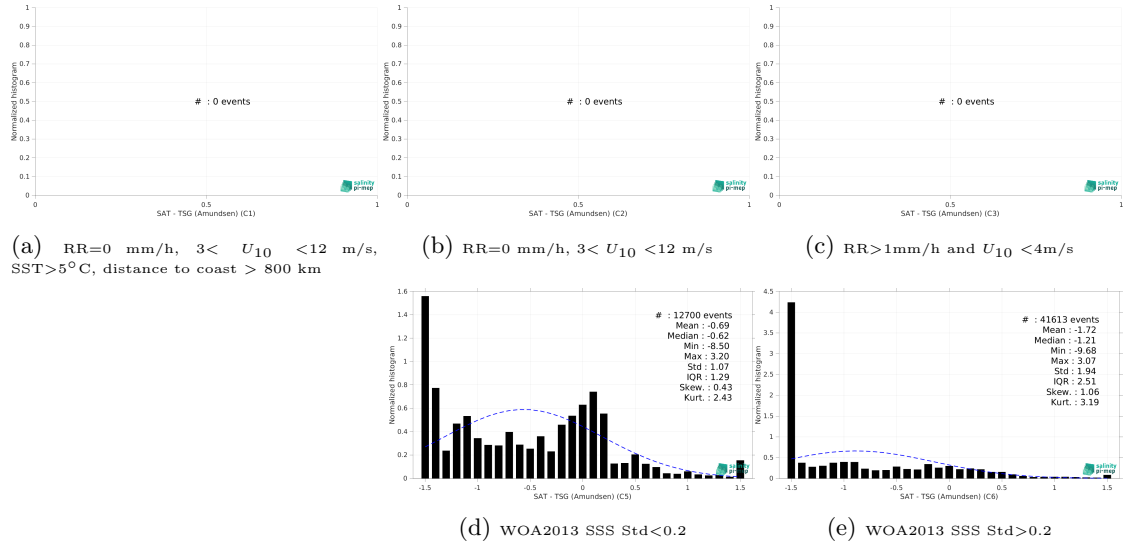 1
0.9
0.8
0.7
0.6
0.5
0.4
0.3
0.2
0.1
0
Normalized histogram
# : 0 events
salinity
pi-mep
0 0.5 1
SAT - TSG (Amundsen) (C1)
(a) RR=0 mm/h, 3< U10 <12 m/s,
SST>5°C, distance to coast > 800 km
1
0.9
0.8
0.7
0.6
0.5
0.4
0.3
0.2
0.1
0
Normalized histogram
# : 0 events
salinity
pi-mep
0 0.5 1
SAT - TSG (Amundsen) (C2)
(b) RR=0 mm/h, 3< U10 <12 m/s
1
0.9
0.8
0.7
0.6
0.5
0.4
0.3
0.2
0.1
0
Normalized histogram
# : 0 events
salinity
pi-mep
0 0.5 1
SAT - TSG (Amundsen) (C3)
(c) RR>1mm/h and U10 <4m/s
1.6
1.4
1.2
1
0.8
0.6
0.4
0.2
0
Normalized histogram
# : 12700 events
Mean : -0.69
Median : -0.62
Min : -8.50
Max : 3.20
Std : 1.07
IQR : 1.29
Skew. : 0.43
Kurt. : 2.43
salinity
pi-mep
-1.5 -1 -0.5 0 0.5 1 1.5
SAT - TSG (Amundsen) (C5)
(d) WOA2013 SSS Std<0.2
4.5
4
3.5
3
2.5
2
1.5
1
0.5
0
Normalized histogram
# : 41613 events
Mean : -1.72
Median : -1.21
Min : -9.68
Max : 3.07
Std : 1.94
IQR : 2.51
Skew. : 1.06
Kurt. : 3.19
salinity
pi-mep
-1.5 -1 -0.5 0 0.5 1 1.5
SAT - TSG (Amundsen) (C6)
(e) WOA2013 SSS Std>0.2